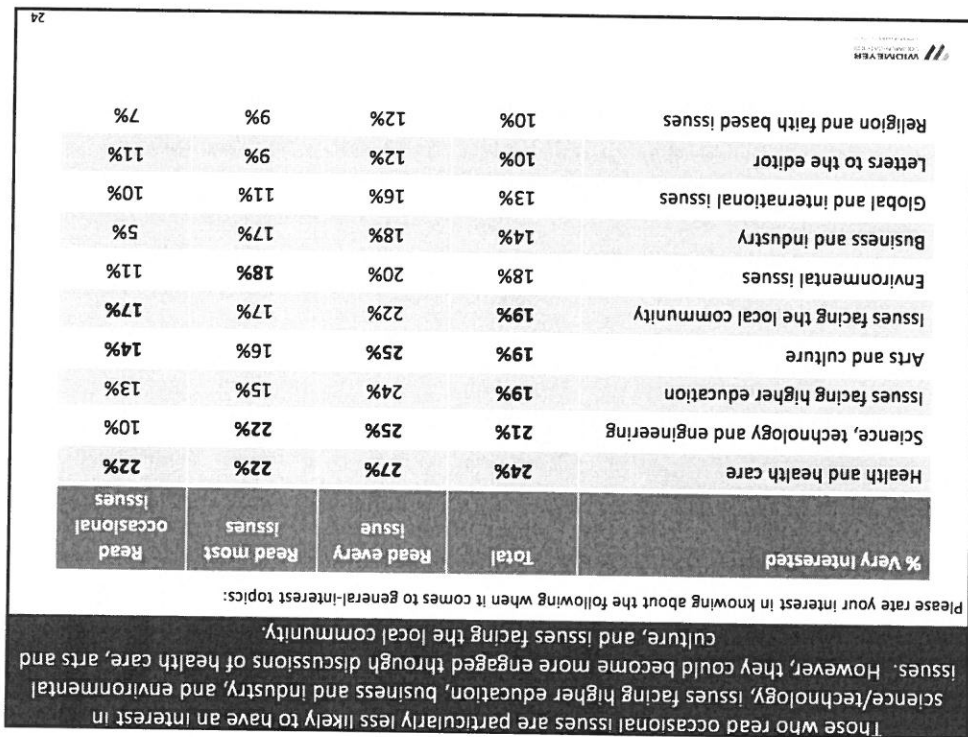 Those who read occasional issues are particularly less likely to have an interest in
science/technology, issues facing higher education, business and industry, and environmental
issues. However, they could become more engaged through discussions of health care, arts and
culture, and issues facing the local community.
Please rate your interest in knowing about the following when it comes to general-interest topics:
% Very Interested Total Read every issue Read most issues Read occasional issues
Health and health care 24% 27% 22% 22%
Science, technology and engineering 21% 25% 22% 10%
Issues facing higher education 19% 24% 15% 13%
Arts and culture 19% 25% 16% 14%
Issues facing the local community 19% 22% 17% 17%
Environmental issues 18% 20% 18% 11%
Business and industry 14% 18% 17% 5%
Global and international issues 13% 16% 11% 10%
Letters to the editor 10% 12% 9% 11%
Religion and faith based issues 10% 12% 9% 7%
WIDMEYER
24